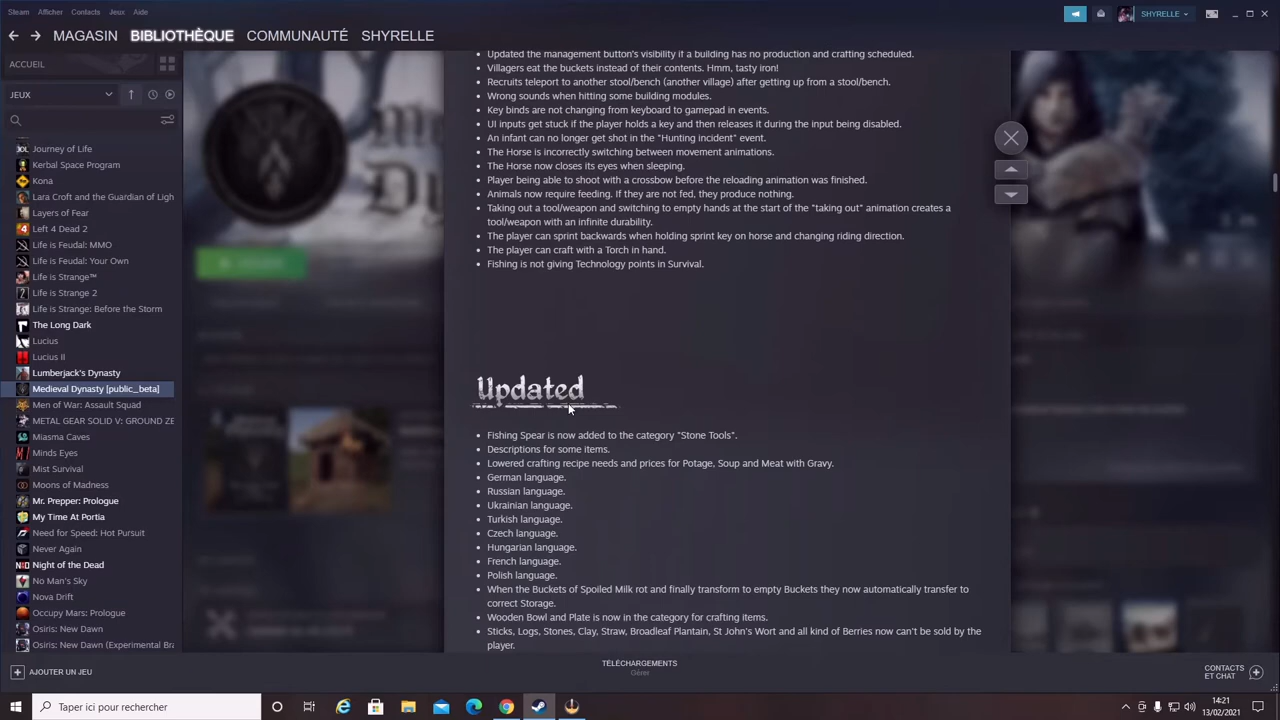 Steam Afficher Contacts Jeux Aide
SHYRELLE
MAGASIN BIBLIOTHÈQUE COMMUNAUTÉ SHYRELLE
ACCUEIL
JEUX
Journey of Life
Kerbal Space Program
Kona
Lara Croft and the Guardian of Ligh
Layers of Fear
Left 4 Dead 2
Life is Feudal: MMO
Life is Feudal: Your Own
Life is Strange™
Life is Strange 2
Life is Strange: Before the Storm
The Long Dark
Lucius
Lucius II
Lumberjack's Dynasty
Medieval Dynasty [public_beta]
Men of War: Assault Squad
METAL GEAR SOLID V: GROUND ZE
Miasma Caves
Minds Eyes
Mist Survival
Moons of Madness
Mr. Prepper: Prologue
My Time At Portia
Need for Speed: Hot Pursuit
Never Again
Night of the Dead
No Man's Sky
Nova Drift
Occupy Mars: Prologue
Osiris: New Dawn
Osiris: New Dawn (Experimental Bra
Updated the management button's visibility if a building has no production and crafting scheduled.
Villagers eat the buckets instead of their contents. Hmm, tasty iron!
Recruits teleport to another stool/bench (another village) after getting up from a stool/bench.
Wrong sounds when hitting some building modules.
Key binds are not changing from keyboard to gamepad in events.
UI inputs get stuck if the player holds a key and then releases it during the input being disabled.
An infant can no longer get shot in the "Hunting incident" event.
The Horse is incorrectly switching between movement animations.
The Horse now closes its eyes when sleeping.
Player being able to shoot with a crossbow before the reloading animation was finished.
Animals now require feeding. If they are not fed, they produce nothing.
Taking out a tool/weapon and switching to empty hands at the start of the "taking out" animation creates a
tool/weapon with an infinite durability.
The player can sprint backwards when holding sprint key on horse and changing riding direction.
The player can craft with a Torch in hand.
Fishing is not giving Technology points in Survival.
Updated
Fishing Spear is now added to the category "Stone Tools".
Descriptions for some items.
Lowered crafting recipe needs and prices for Potage, Soup and Meat with Gravy.
German language.
Russian language.
Ukrainian language.
Turkish language.
Czech language.
Hungarian language.
French language.
Polish language.
When the Buckets of Spoiled Milk rot and finally transform to empty Buckets they now automatically transfer to
correct Storage.
Wooden Bowl and Plate is now in the category for crafting items.
Sticks, Logs, Stones, Clay, Straw, Broadleaf Plantain, St John's Wort and all kind of Berries now can't be sold by the
player.
AJOUTER UN JEU
TÉLÉCHARGEMENTS
Gérer
CONTACTS
ET CHAT
Taper ici pour rechercher
14:21
13/02/2021